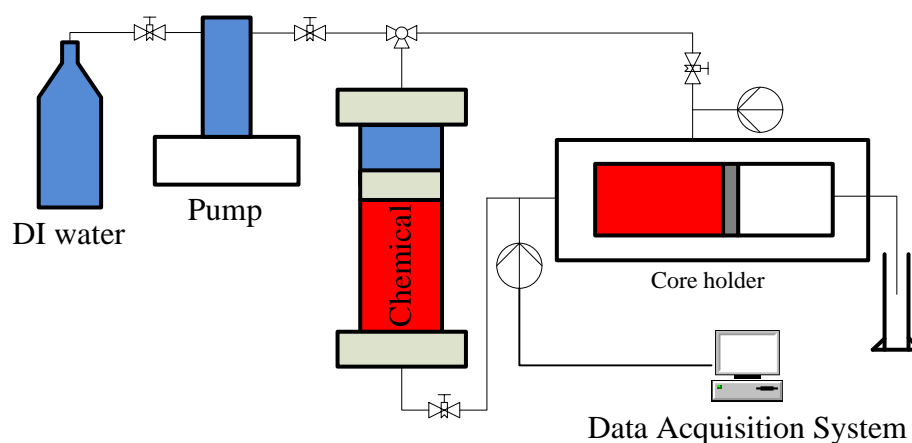 DI water
Pump
Chemical
Core holder
Data Acquisition System